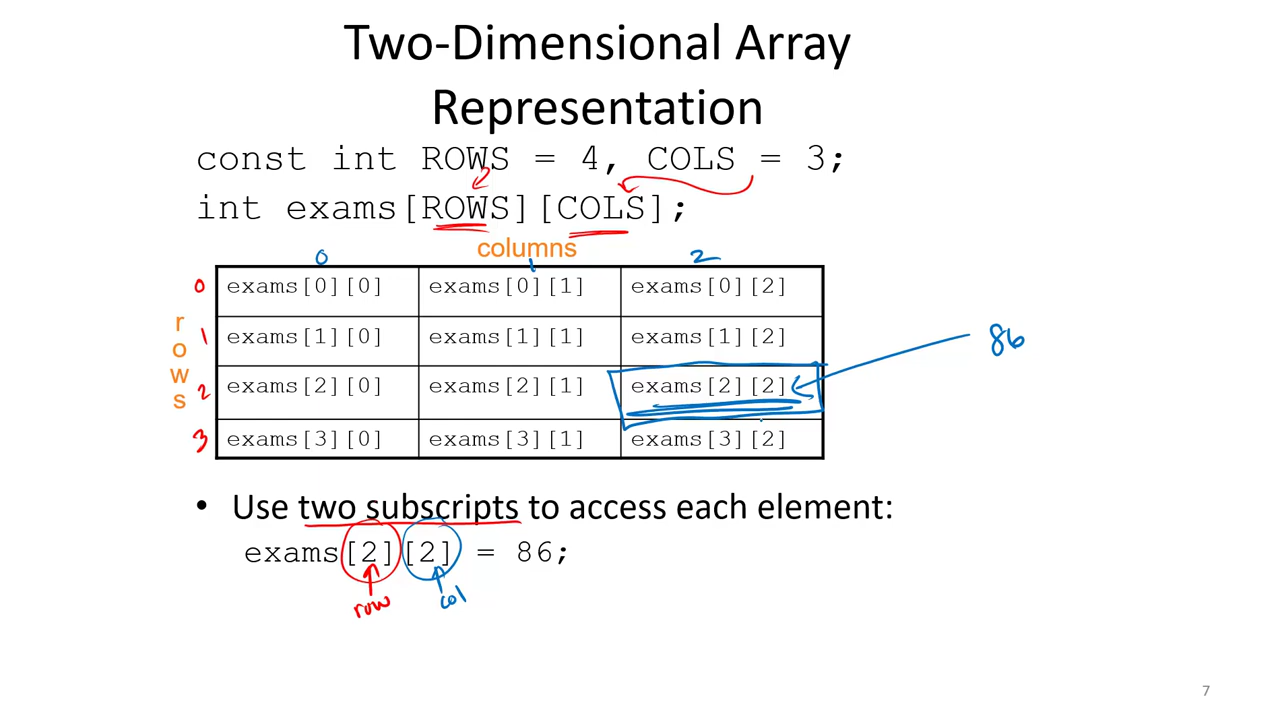 Two-Dimensional Array
Representation
const int ROWS = 4, COLS = 3;
int exams[ROWS][COLS];
columns
0 1 2
rows
0 exams[0][0] exams[0][1] exams[0][2]
1 exams[1][0] exams[1][1] exams[1][2]
86
2 exams[2][0] exams[2][1] exams[2][2]
3 exams[3][0] exams[3][1] exams[3][2]
• Use two subscripts to access each element:
exams[2][2] = 86;
row col
7